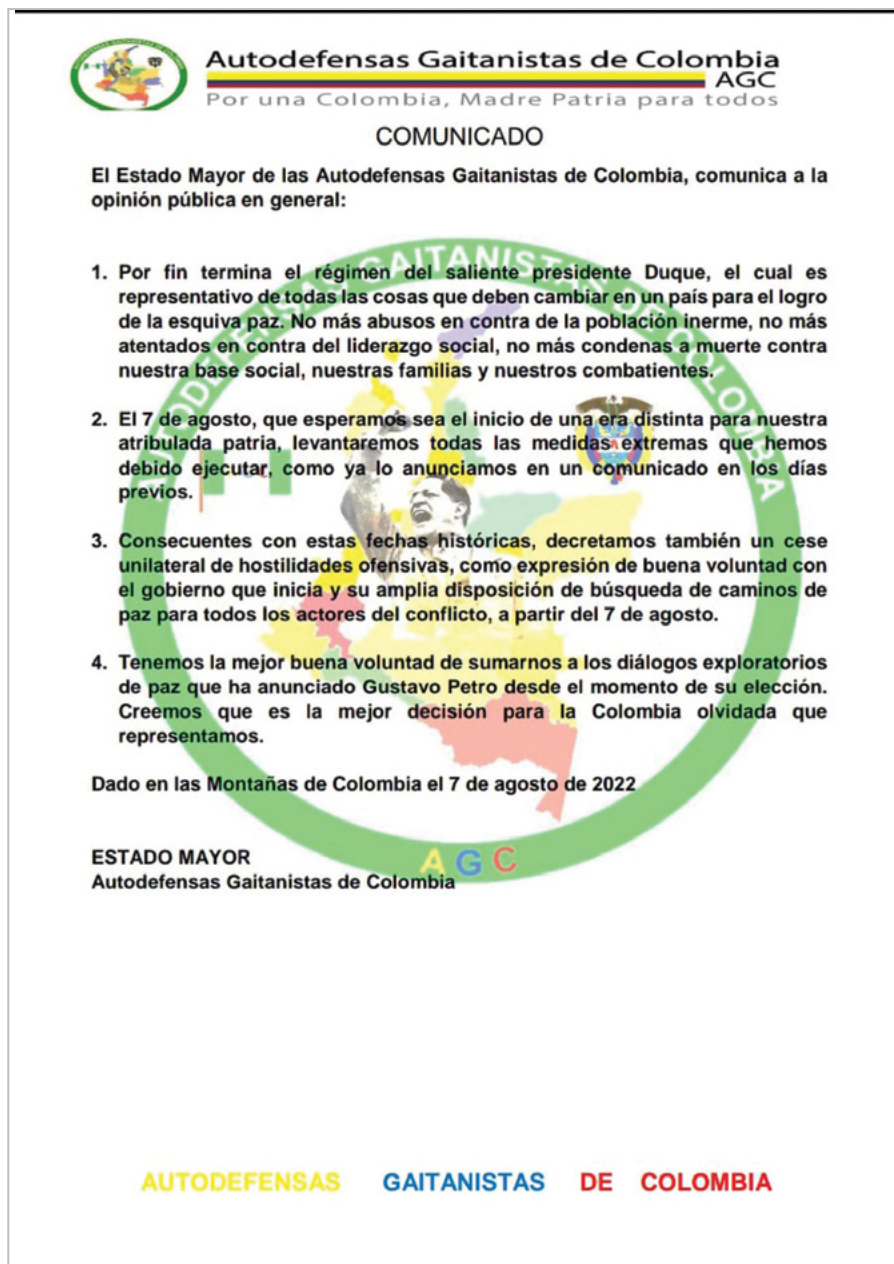 Autodefensas Gaitanistas de Colombia
AGC
Por una Colombia, Madre Patria para todos
COMUNICADO
El Estado Mayor de las Autodefensas Gaitanistas de Colombia, comunica a la
opinión pública en general:
1. Por fin termina el régimen del saliente presidente Duque, el cual es
representativo de todas las cosas que deben cambiar en un país para el logro
de la esquiva paz. No más abusos en contra de la población inerme, no más
atentados en contra del liderazgo social, no más condenas a muerte contra
nuestra base social, nuestras familias y nuestros combatientes.
2. El 7 de agosto, que esperamos sea el inicio de una era distinta para nuestra
atribulada patria, levantaremos todas las medidas extremas que hemos
debido ejecutar, como ya lo anunciamos en un comunicado en los días
previos.
3. Consecuentes con estas fechas históricas, decretamos también un cese
unilateral de hostilidades ofensivas, como expresión de buena voluntad con
el gobierno que inicia y su amplia disposición de búsqueda de caminos de
paz para todos los actores del conflicto, a partir del 7 de agosto.
4. Tenemos la mejor buena voluntad de sumarnos a los diálogos exploratorios
de paz que ha anunciado Gustavo Petro desde el momento de su elección.
Creemos que es la mejor decisión para la Colombia olvidada que
representamos.
Dado en las Montañas de Colombia el 7 de agosto de 2022
ESTADO MAYOR
Autodefensas Gaitanistas de Colombia
AUTODEFENSAS GAITANISTAS DE COLOMBIA
A G C
AUTODEFENSAS GAITANISTAS DE COLOMBIA